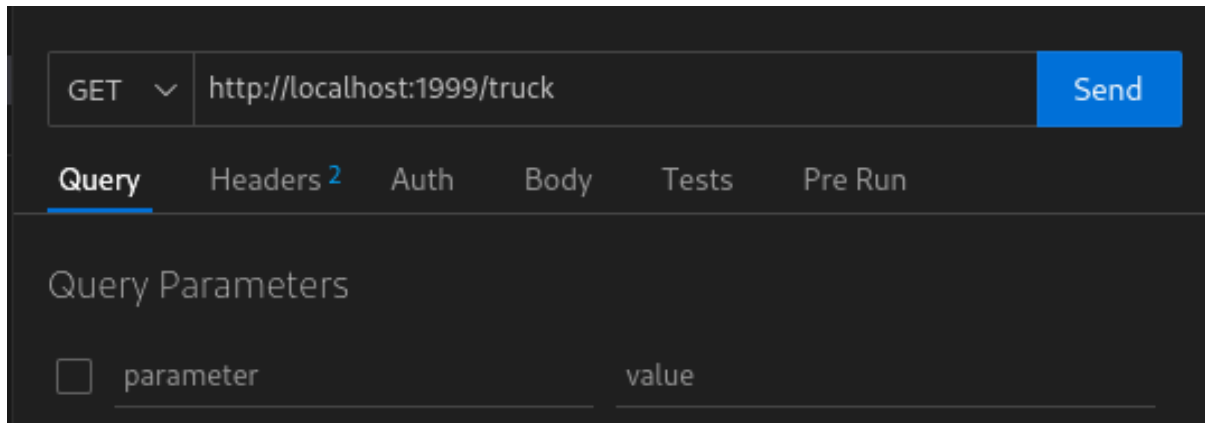 GET http://localhost:1999/truck Send
Query Headers 2 Auth Body Tests Pre Run
Query Parameters
parameter value